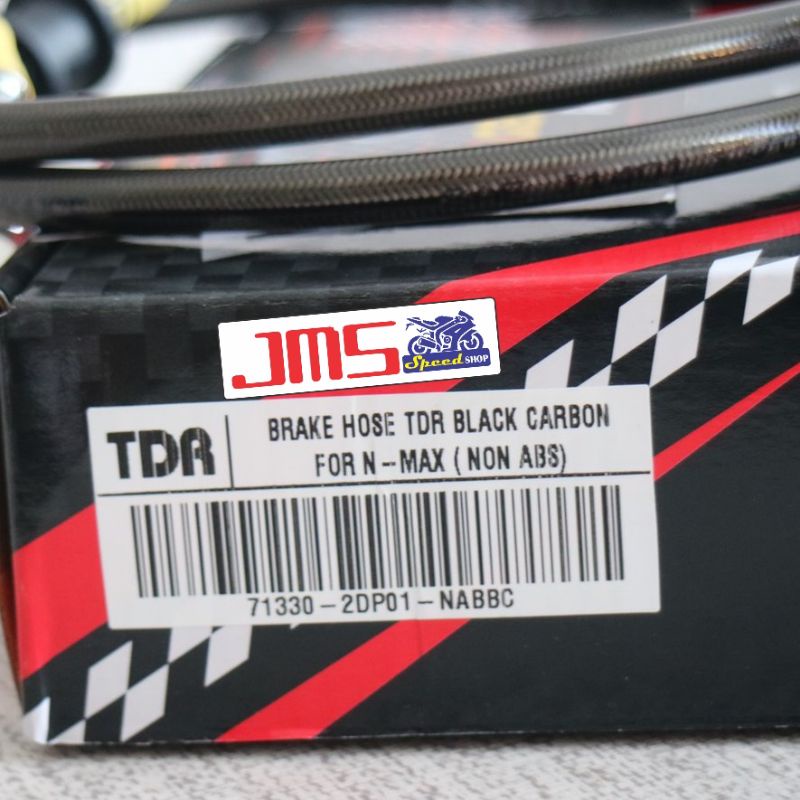 JMS
Speed SHOP
TDR
BRAKE HOSE TDR BLACK CARBON
FOR N-MAX (NON ABS)
71330-2DP01-NABBC